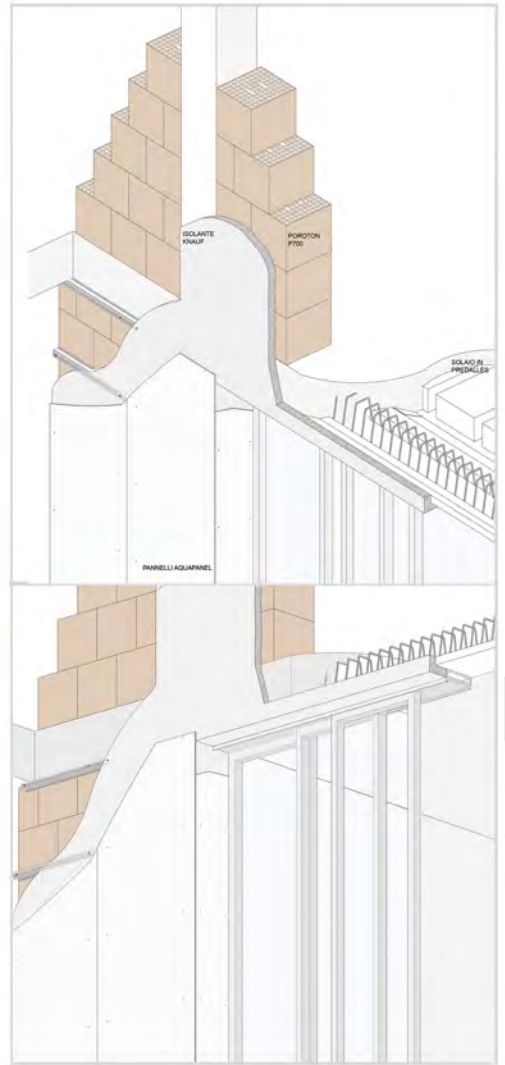 ISOLANTE
KNAUF
POROTON
P700
SOLAIO IN
PREDALLES
PANNELLI AQUAPANEL